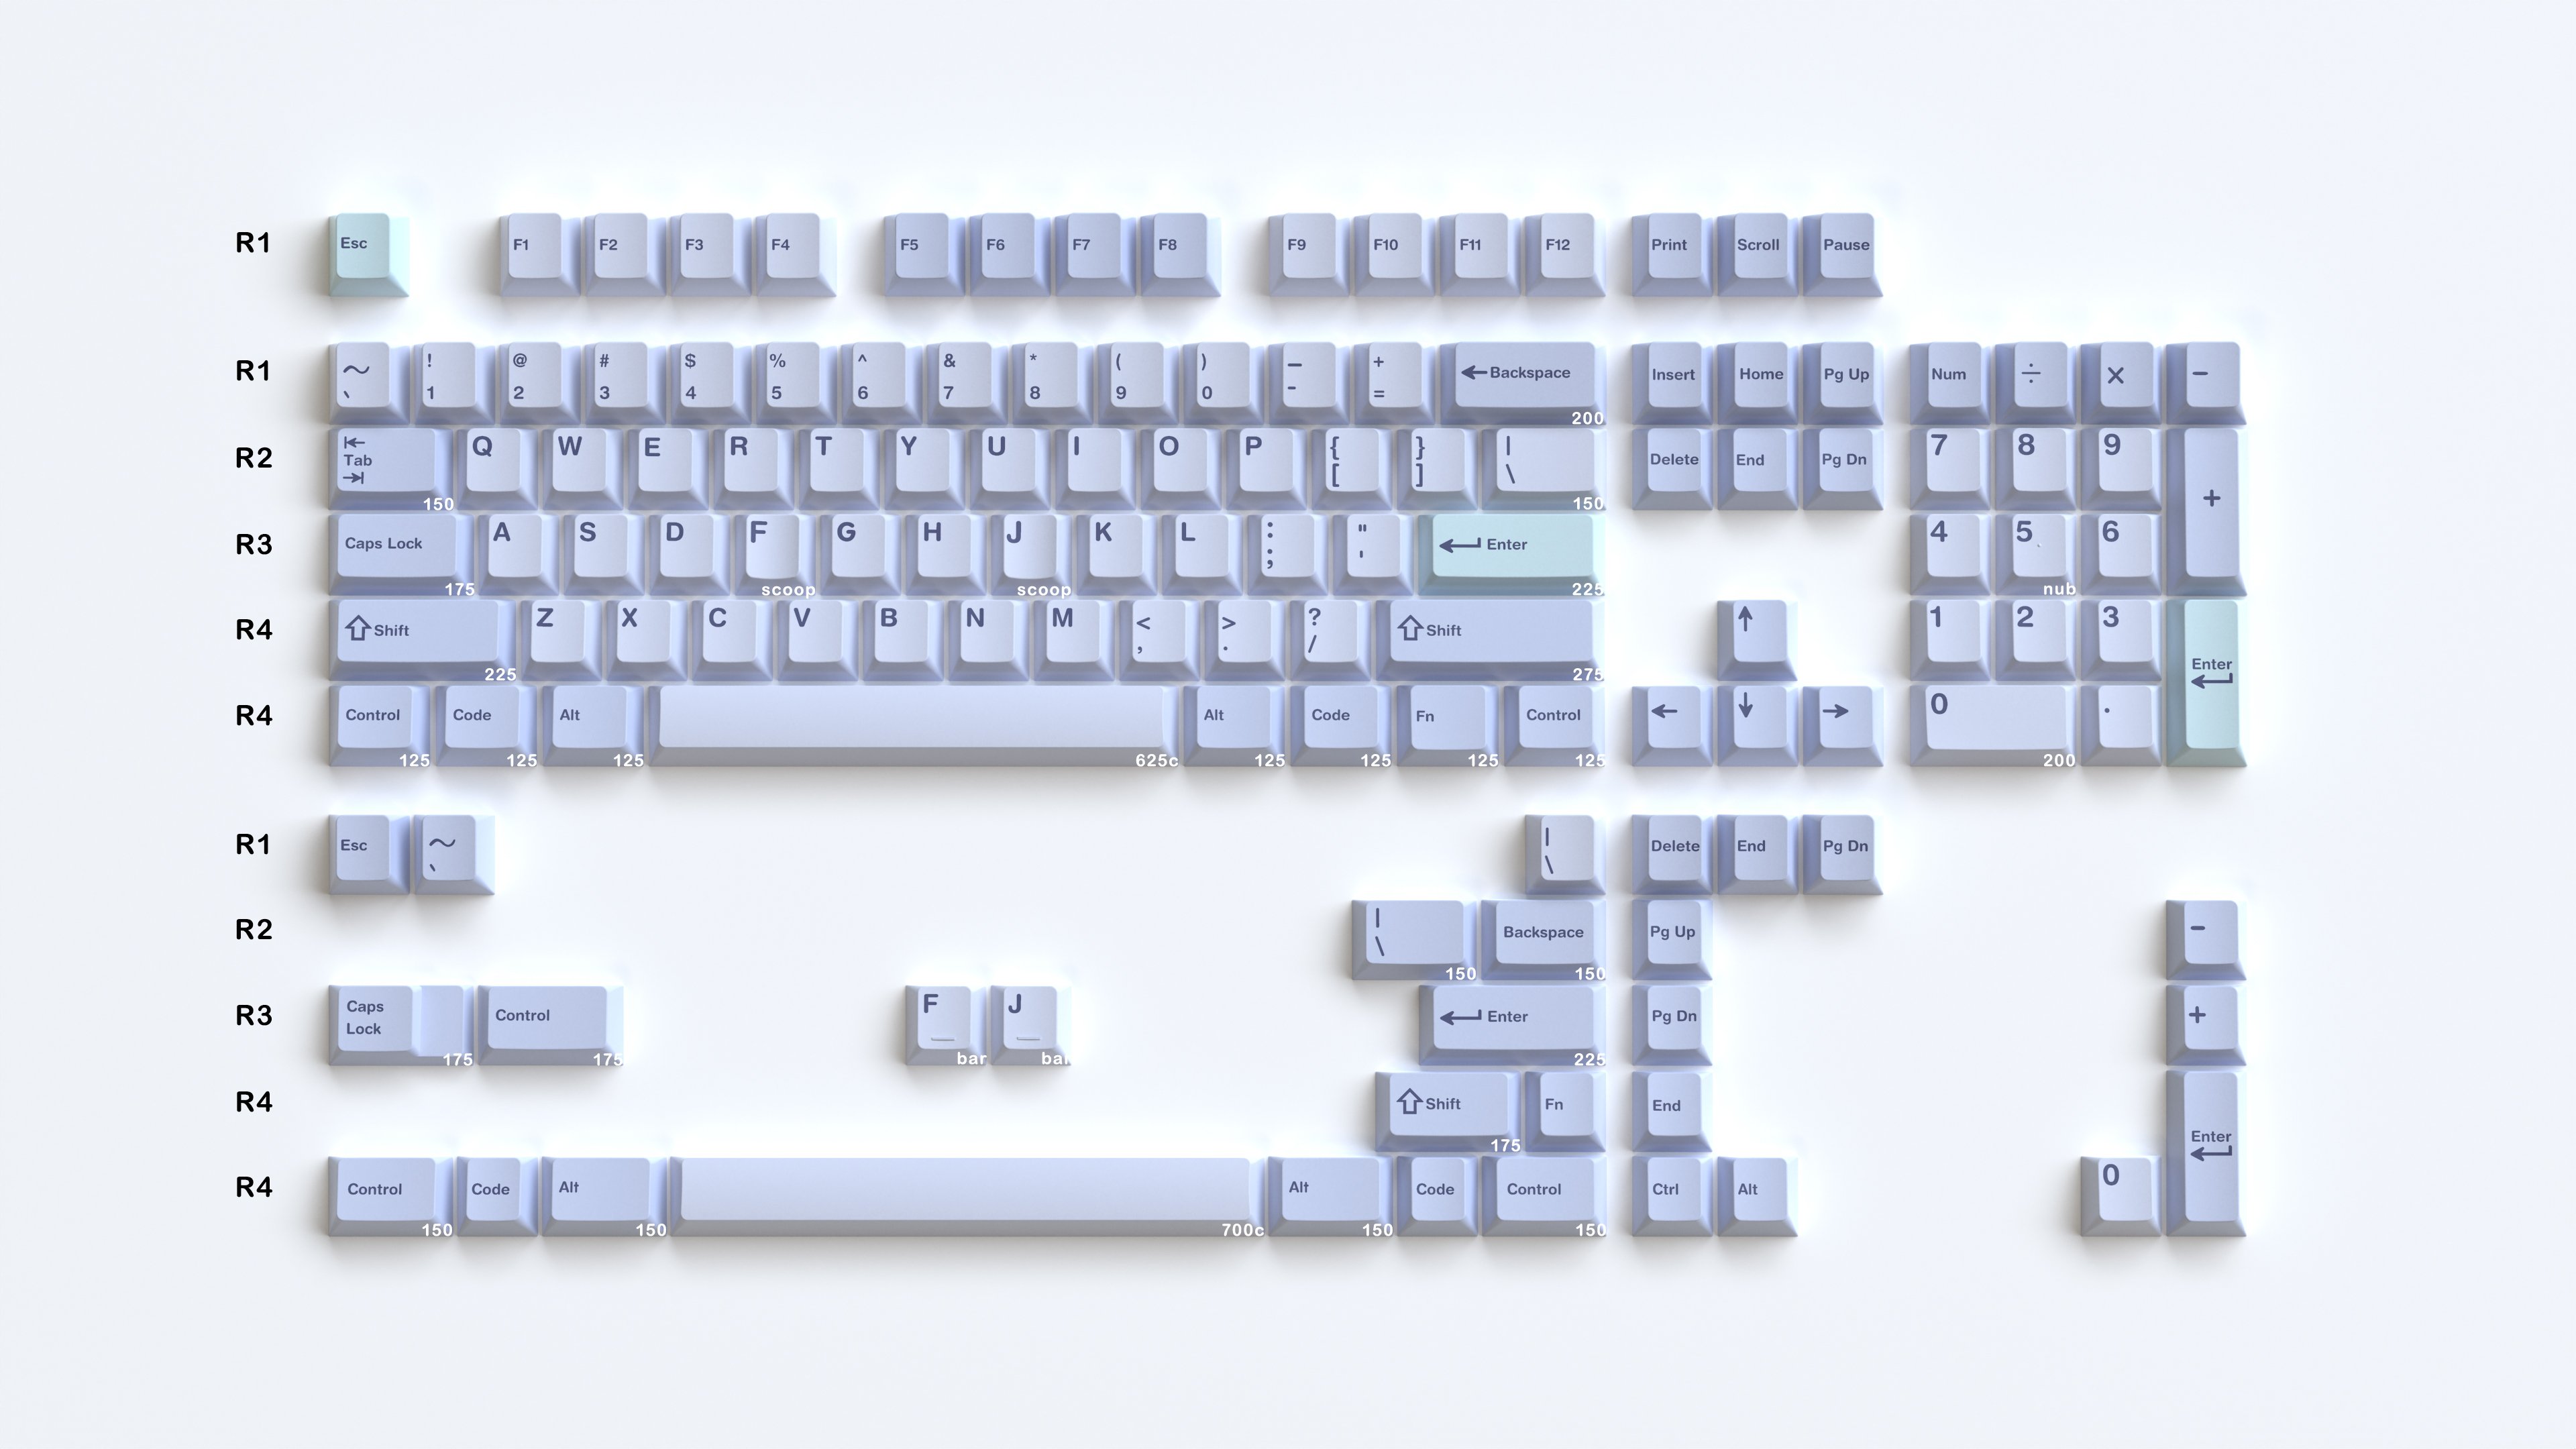 R1 Esc F1 F2 F3 F4 F5 F6 F7 F8 F9 F10 F11 F12 Print Scroll Pause
R1 ~ ! @ # $ % ^ & * ( ) — + ←Backspace Insert Home Pg Up Num ÷ × −
` 1 2 3 4 5 6 7 8 9 0 - = 200
R2 ⇤ Tab ⇥ Q W E R T Y U I O P { } | Delete End Pg Dn 7 8 9 +
150 [ ] \ 150
R3 Caps Lock A S D F G H J K L : " ↵ Enter 4 5 6
175 scoop scoop ; ' 225 nub
R4 ⇧ Shift Z X C V B N M < > ? ⇧ Shift ↑ 1 2 3 Enter ↵
225 , . / 275
R4 Control Code Alt Alt Code Fn Control ← ↓ → 0 .
125 125 125 625c 125 125 125 125 200
R1 Esc ~ | Delete End Pg Dn
` \
R2 | Backspace Pg Up −
\ 150 150
R3 Caps Lock Control F J ↵ Enter Pg Dn +
175 175 bar bar 225
R4 ⇧ Shift Fn End Enter ↵
175
R4 Control Code Alt Alt Code Control Ctrl Alt 0
150 150 700c 150 150